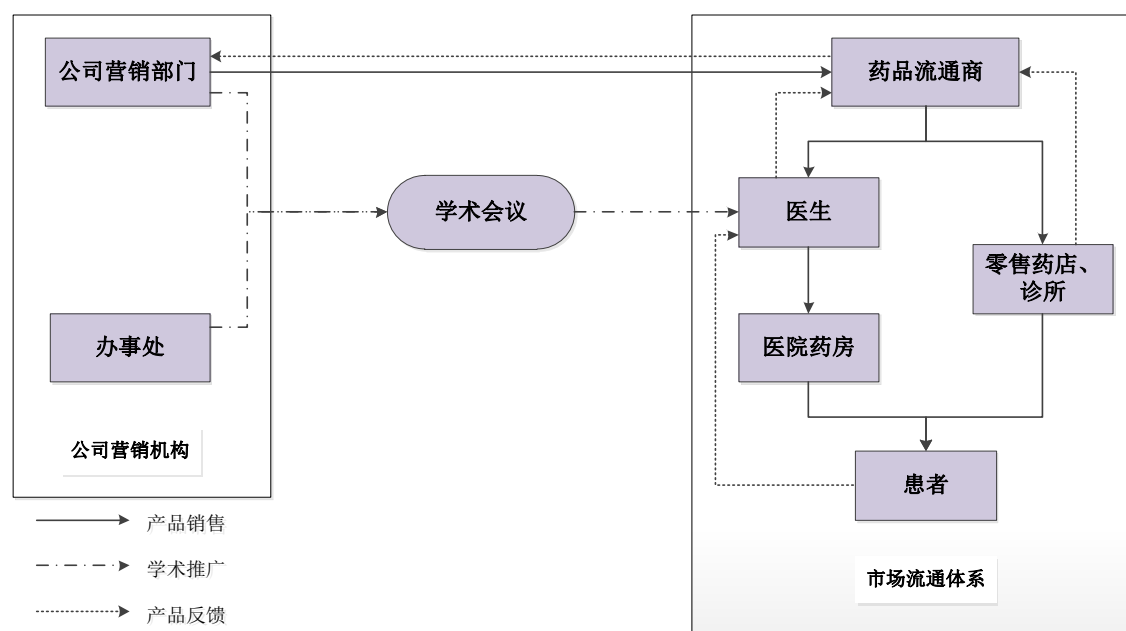 公司营销部门
药品流通商
学术会议
医生
零售药店、
诊所
办事处
医院药房
公司营销机构
患者
产品销售
学术推广
市场流通体系
产品反馈